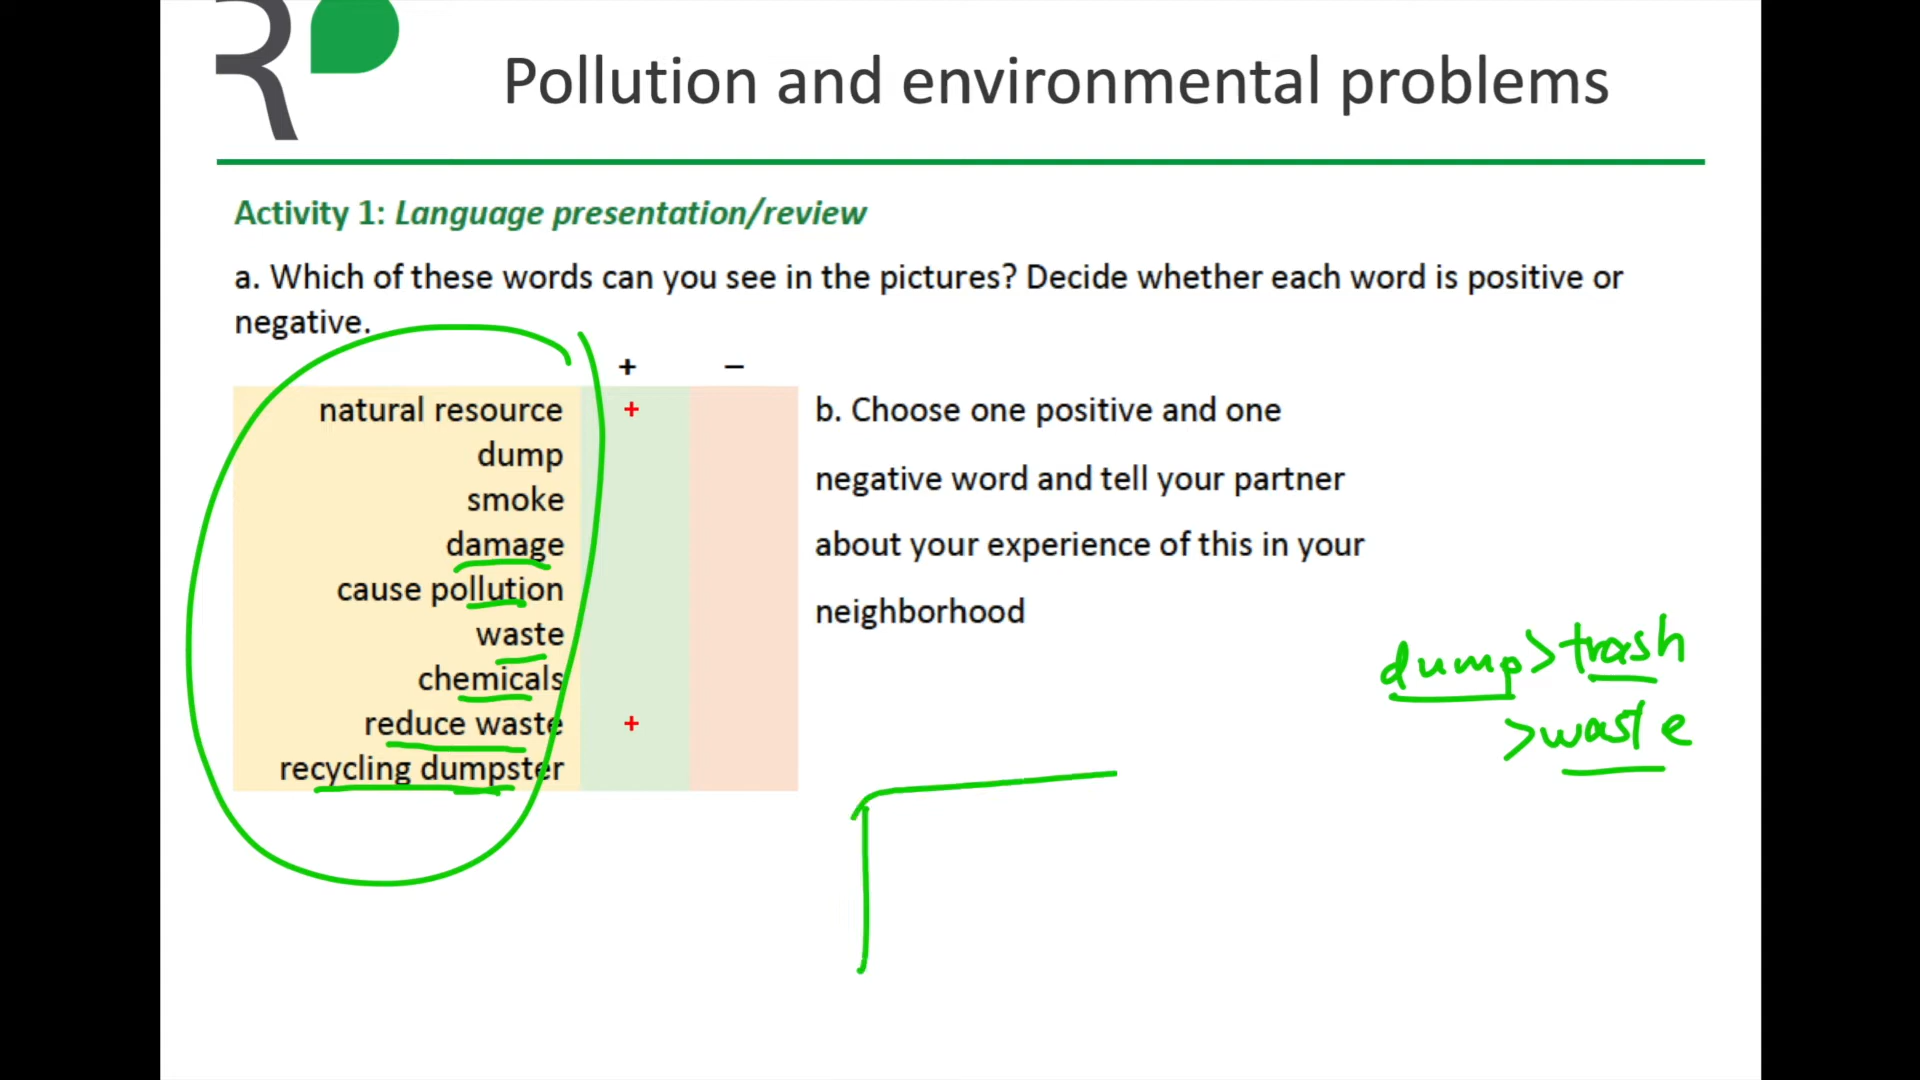 Pollution and environmental problems
Activity 1: Language presentation/review
a. Which of these words can you see in the pictures? Decide whether each word is positive or
negative.
+ –
natural resource +
dump
smoke
damage
cause pollution
waste
chemicals
reduce waste +
recycling dumpster
b. Choose one positive and one
negative word and tell your partner
about your experience of this in your
neighborhood
dump > trash
> waste